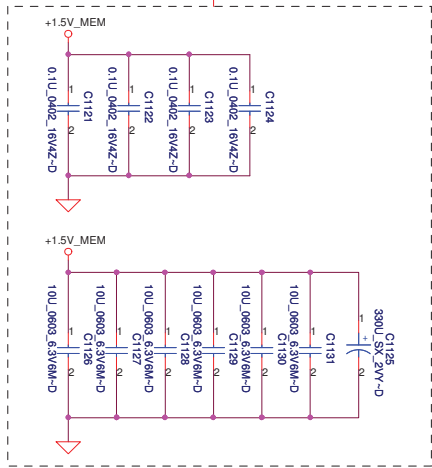 +1.5V_MEM
1
2
0.1U_0402_16V4Z~D
C1121
1
2
0.1U_0402_16V4Z~D
C1122
1
2
0.1U_0402_16V4Z~D
C1123
1
2
0.1U_0402_16V4Z~D
C1124
+1.5V_MEM
1
2
10U_0603_6.3V6M~D
C1126
1
2
10U_0603_6.3V6M~D
C1127
1
2
10U_0603_6.3V6M~D
C1128
1
2
10U_0603_6.3V6M~D
C1129
1
2
10U_0603_6.3V6M~D
C1130
1
2
10U_0603_6.3V6M~D
C1131
1
+
2
330U_SX_2VY~D
C1125